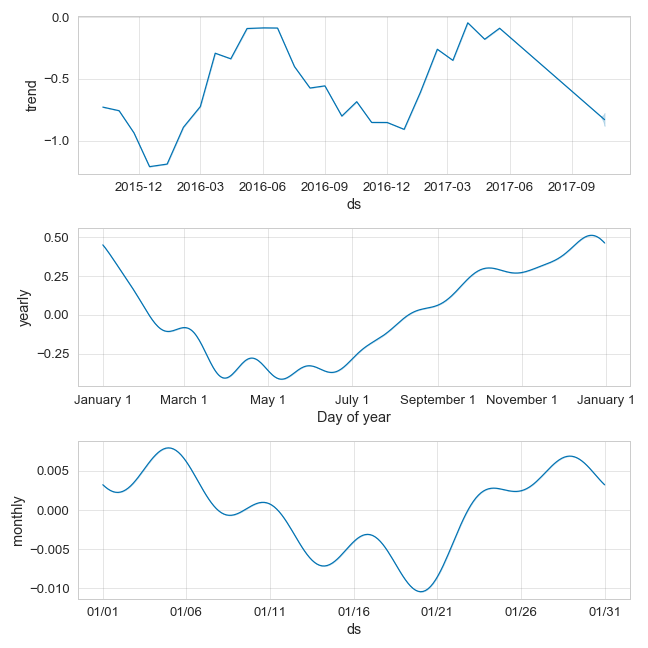 0.0
−0.5
−1.0
trend
2015-12 2016-03 2016-06 2016-09 2016-12 2017-03 2017-06 2017-09
ds
0.50
0.25
0.00
−0.25
yearly
January 1 March 1 May 1 July 1 September 1 November 1 January 1
Day of year
0.005
0.000
−0.005
−0.010
monthly
01/01 01/06 01/11 01/16 01/21 01/26 01/31
ds